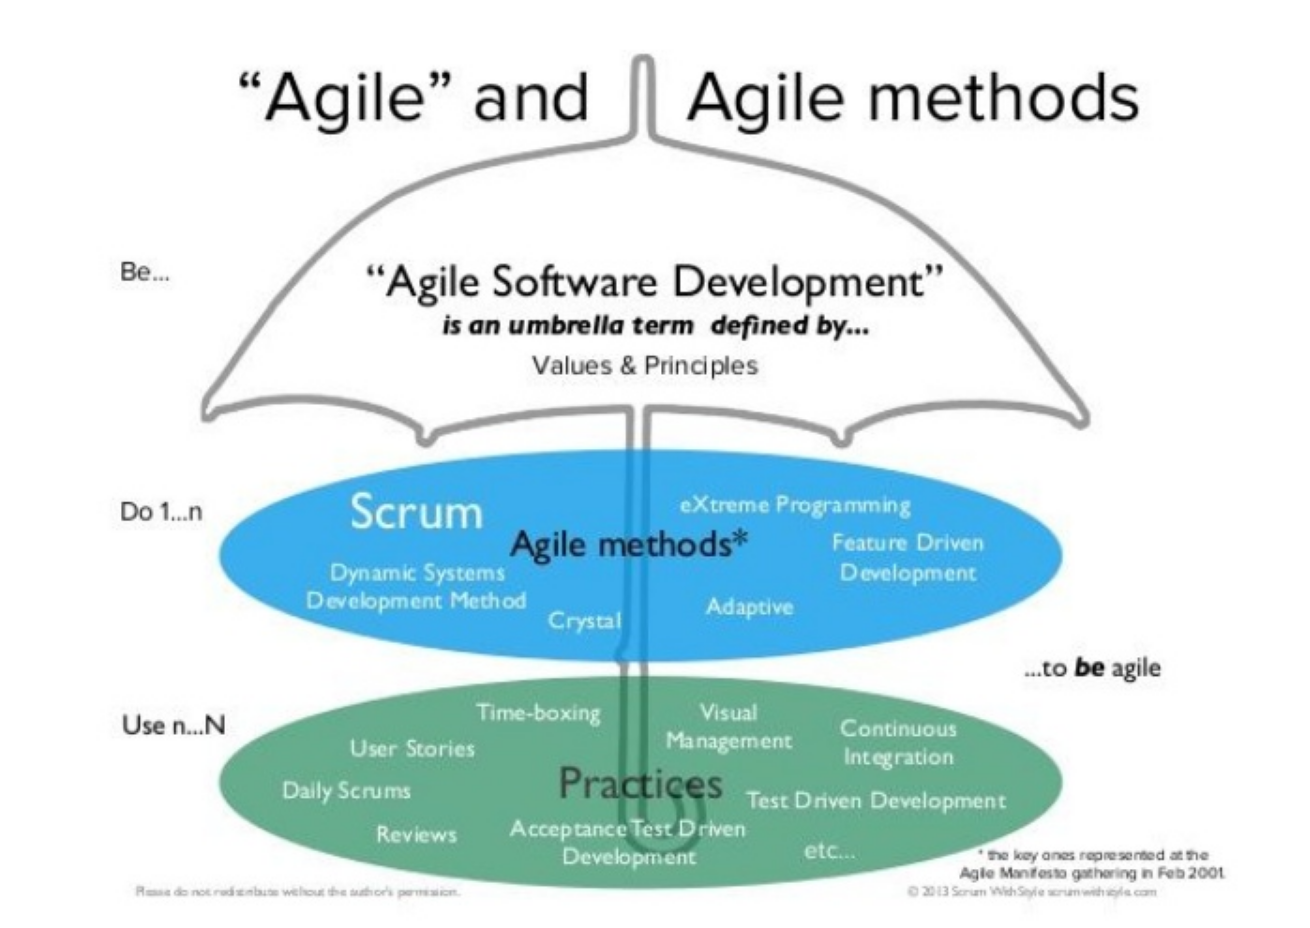 “Agile” and Agile methods
Be...
“Agile Software Development”
is an umbrella term defined by...
Values & Principles
Do 1...n
Scrum
eXtreme Programming
Agile methods*
Feature Driven
Development
Dynamic Systems
Development Method
Adaptive
Crystal
...to be agile
Use n...N
Time-boxing
Visual
Management
Continuous
Integration
User Stories
Practices
Daily Scrums
Test Driven Development
Reviews
Acceptance Test Driven
Development
etc...
* the key ones represented at the
Agile Manifesto gathering in Feb 2001.
Please do not redistribute without the author's permission.
© 2013 Scrum WithStyle scrumwithstyle.com